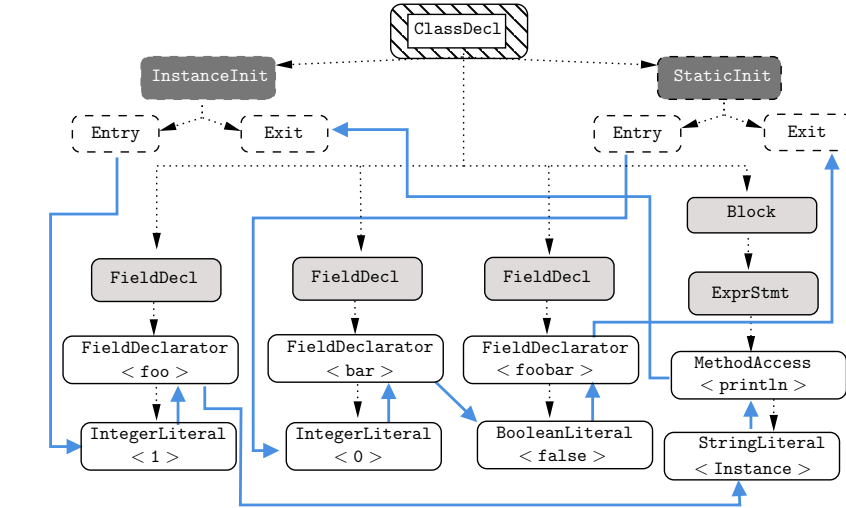 ClassDecl
InstanceInit
StaticInit
Entry
Exit
Entry
Exit
Block
FieldDecl
FieldDecl
FieldDecl
ExprStmt
FieldDeclarator
< foo >
FieldDeclarator
< bar >
FieldDeclarator
< foobar >
MethodAccess
< println >
IntegerLiteral
< 1 >
IntegerLiteral
< 0 >
BooleanLiteral
< false >
StringLiteral
< Instance >